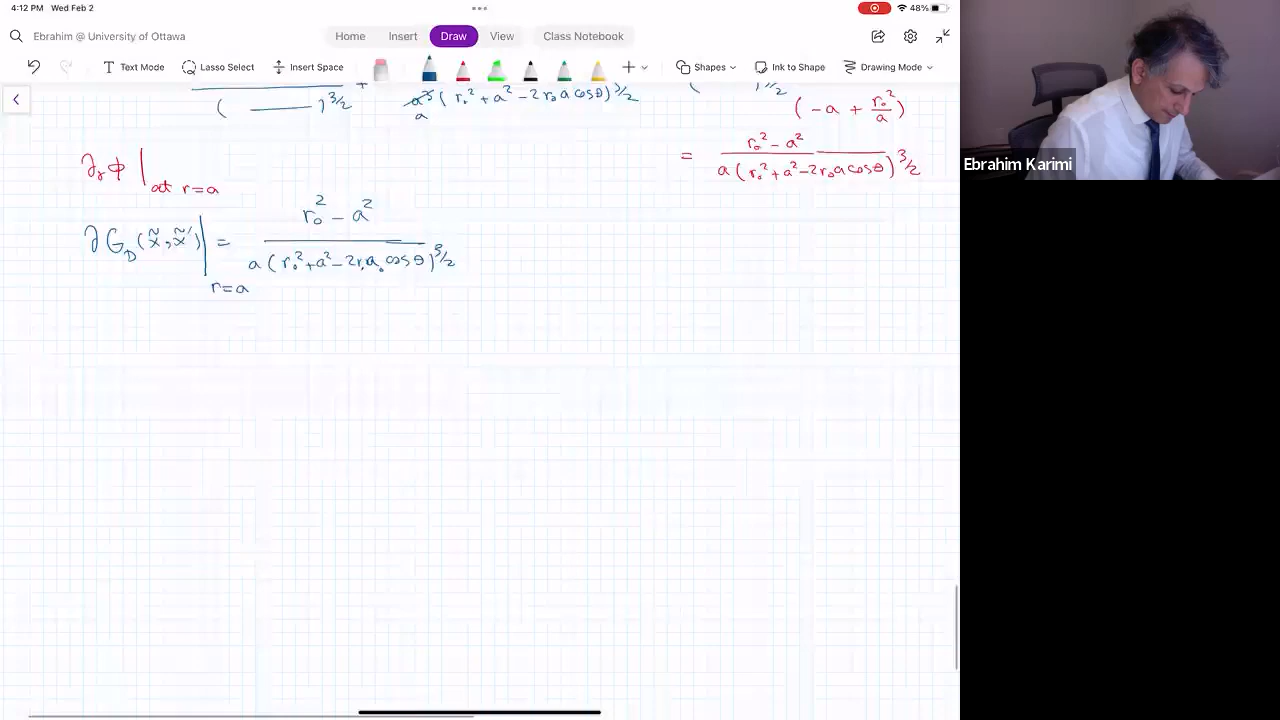 4:12 PM Wed Feb 2
48%
Ebrahim @ University of Ottawa
Home Insert Draw View Class Notebook
Text Mode Lasso Select Insert Space Shapes Ink to Shape Drawing Mode
( ——— )^3/2 + a^3 (r₀² + a² - 2r₀a cosθ)^3/2
a
( )^3/2
(-a + r₀²/a)
= (r₀² - a²) / (a(r₀² + a² - 2r₀a cosθ)^3/2)
∂_r ϕ | at r=a
∂G_D(x̃, x̃')|_r=a = (r₀² - a²) / (a(r₀² + a² - 2r₀a₀ cosθ)^3/2)
Ebrahim Karimi